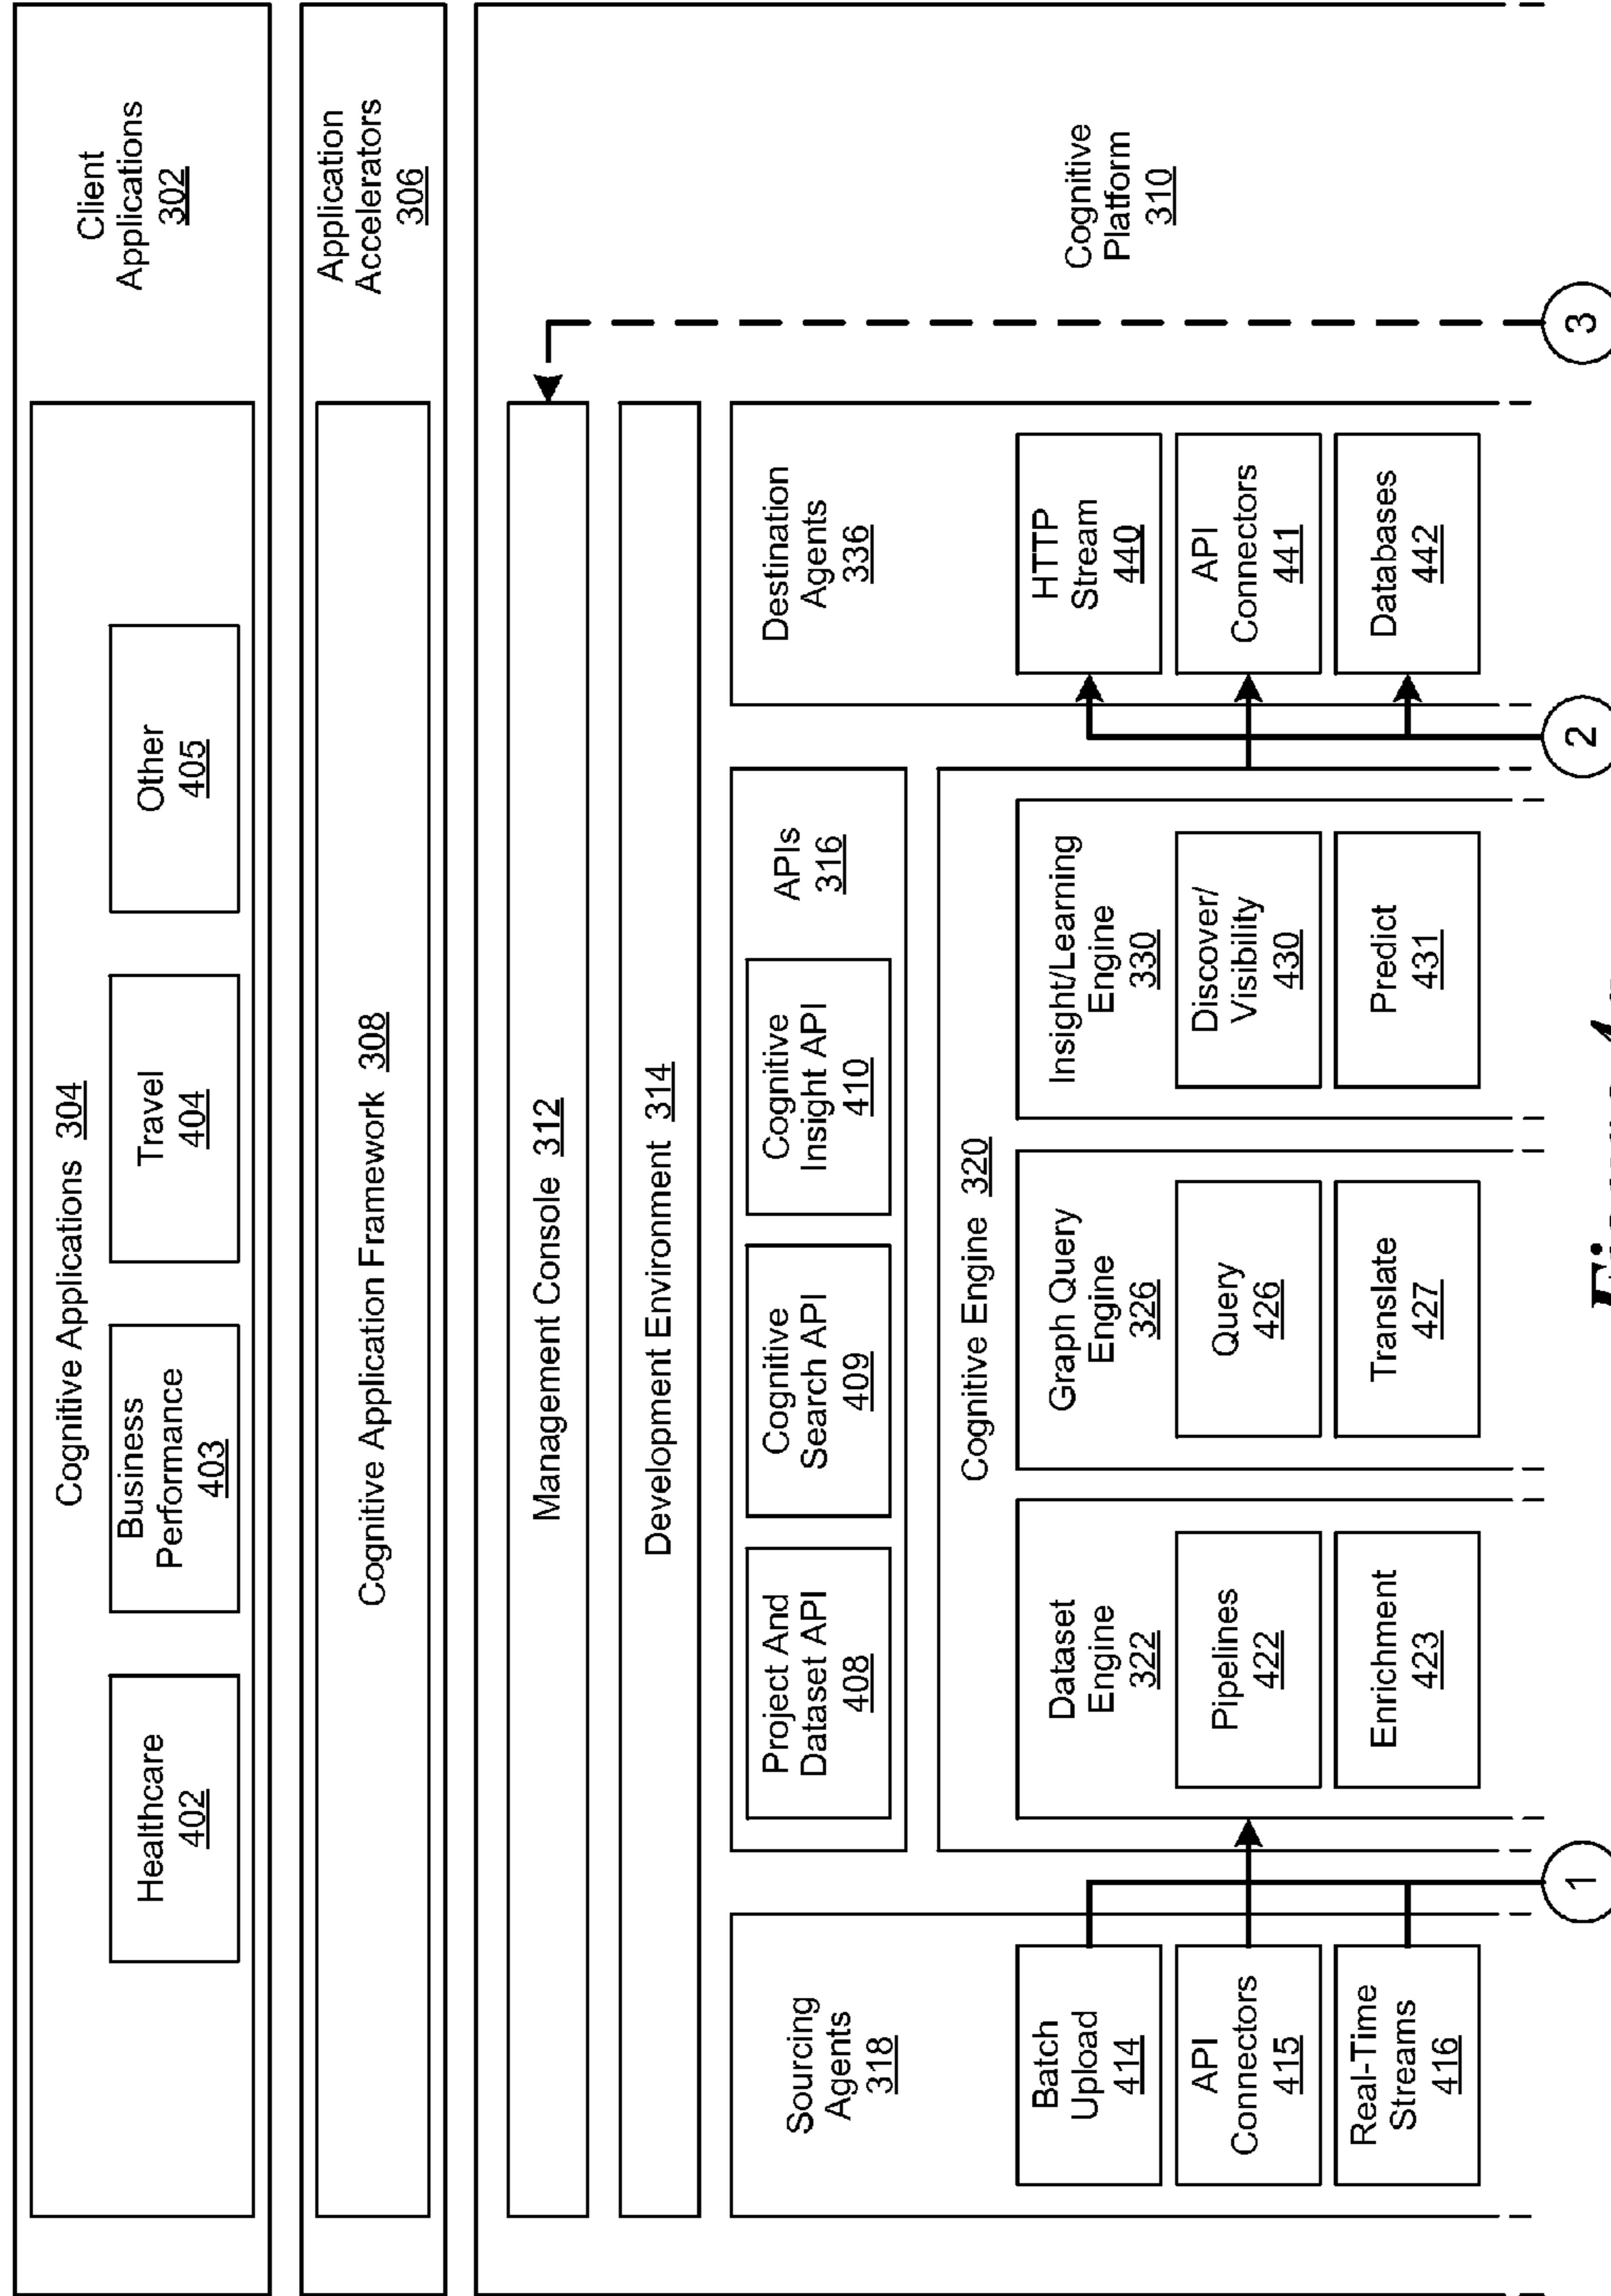 Cognitive Applications 304
Healthcare
402
Business
Performance
403
Travel
404
Other
405
Client
Applications
302
Cognitive Application Framework 308
Application
Accelerators
306
Management Console 312
Development Environment 314
Cognitive
Platform
310
Sourcing
Agents
318
Batch
Upload
414
API
Connectors
415
Real-Time
Streams
416
Project And
Dataset API
408
Cognitive
Search API
409
Cognitive
Insight API
410
APIs
316
Cognitive Engine 320
Dataset
Engine
322
Pipelines
422
Enrichment
423
Graph Query
Engine
326
Query
426
Translate
427
Insight/Learning
Engine
330
Discover/
Visibility
430
Predict
431
Destination
Agents
336
HTTP
Stream
440
API
Connectors
441
Databases
442
1
2
3